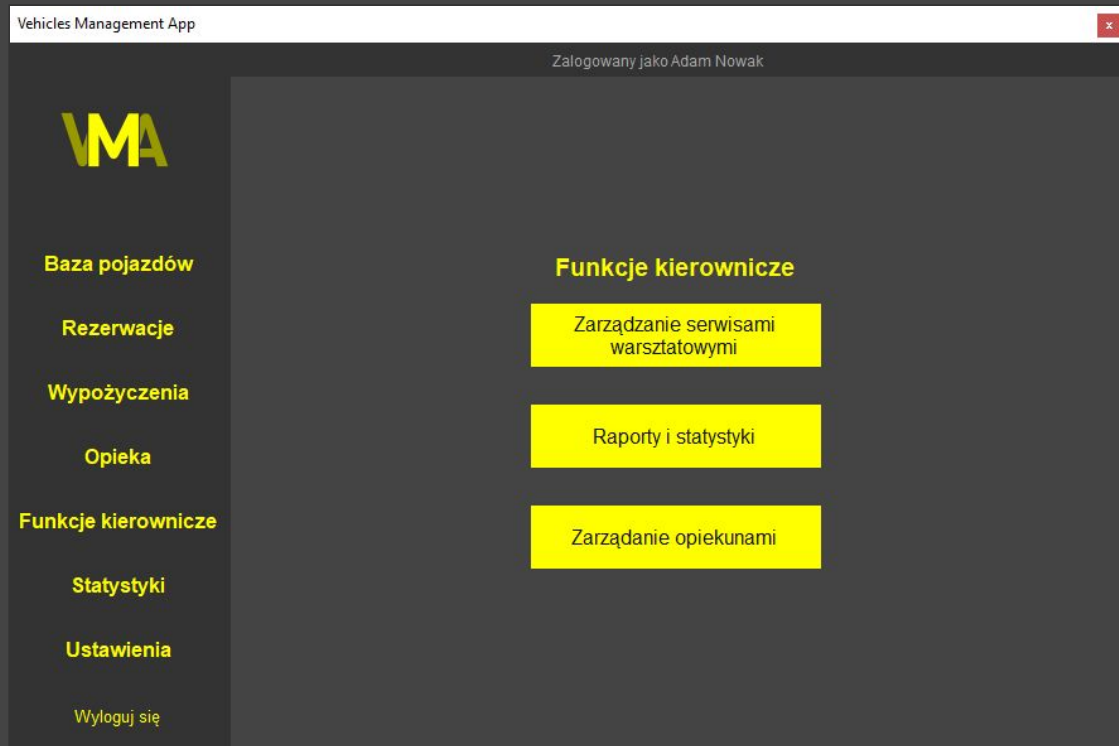 Vehicles Management App
x
Zalogowany jako Adam Nowak
VMA
Baza pojazdów
Rezerwacje
Wypożyczenia
Opieka
Funkcje kierownicze
Statystyki
Ustawienia
Wyloguj się
Funkcje kierownicze
Zarządzanie serwisami
warsztatowymi
Raporty i statystyki
Zarządanie opiekunami